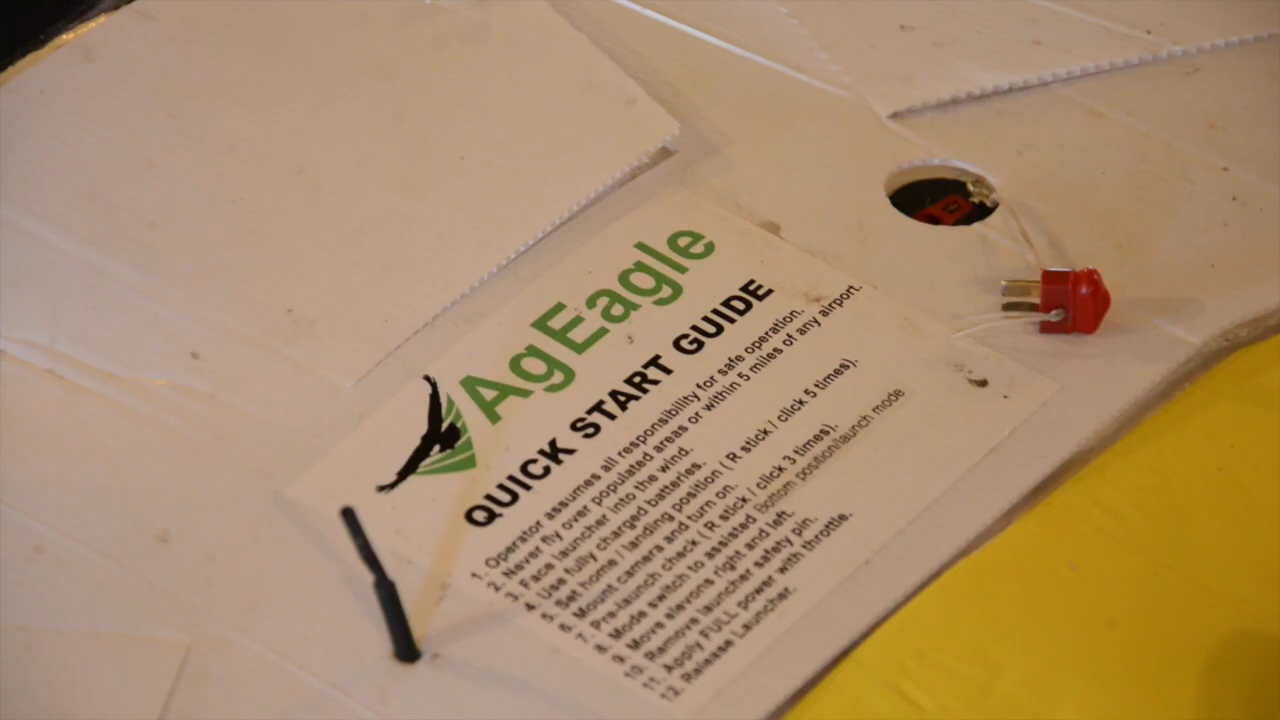 AgEagle
QUICK START GUIDE
1. Operator assumes all responsibility for safe operation.
2. Never fly over populated areas or within 5 miles of any airport.
3. Face launcher into the wind.
4. Use fully charged batteries.
5. Set home / landing position ( R stick / click 5 times).
6. Mount camera and turn on.
7. Pre-launch check ( R stick / click 3 times).
8. Mode switch to assisted Bottom position/launch mode
9. Move elevons right and left.
10. Remove launcher safety pin.
11. Apply FULL power with throttle.
12. Release Launcher.